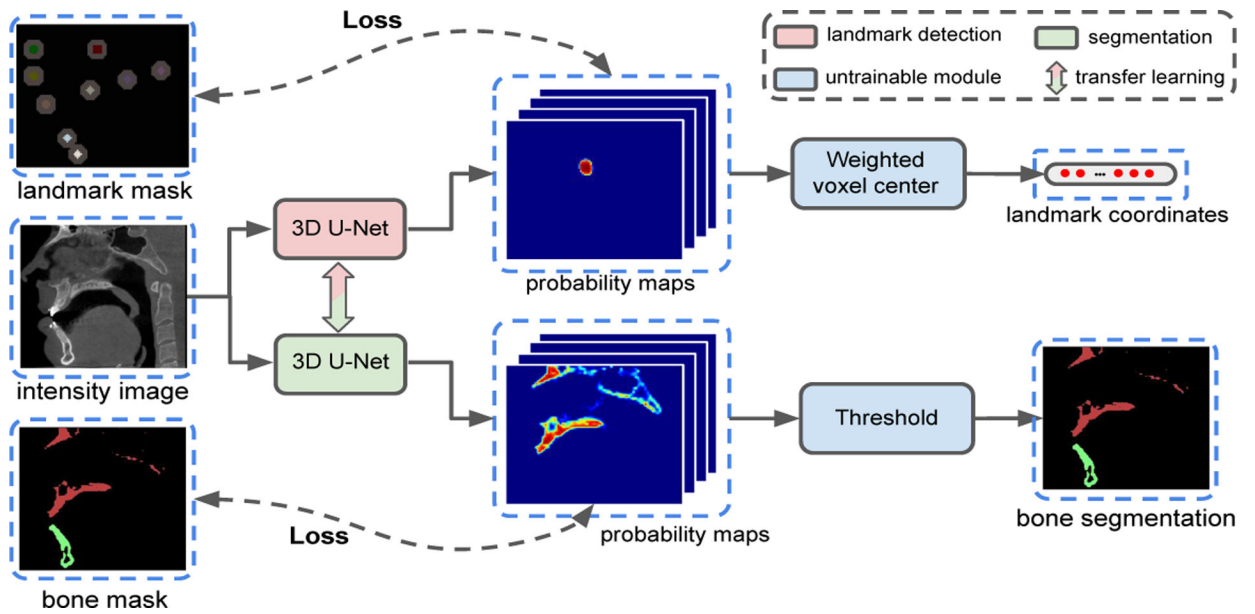 Loss
landmark detection
segmentation
untrainable module
transfer learning
landmark mask
Weighted
voxel center
landmark coordinates
3D U-Net
probability maps
3D U-Net
intensity image
Threshold
Loss
probability maps
bone segmentation
bone mask